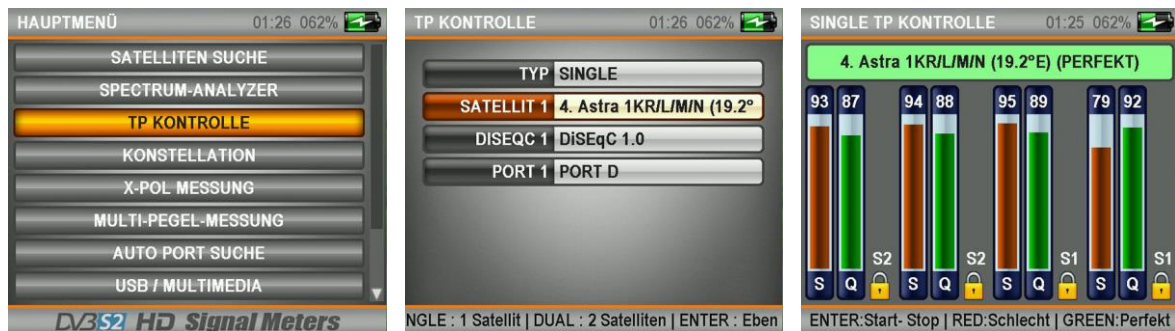 HAUPTMENÜ 01:26 062%
SATELLITEN SUCHE
SPECTRUM-ANALYZER
TP KONTROLLE
KONSTELLATION
X-POL MESSUNG
MULTI-PEGEL-MESSUNG
AUTO PORT SUCHE
USB / MULTIMEDIA
DVB S2 HD Signal Meters
TP KONTROLLE 01:26 062%
TYP SINGLE
SATELLIT 1 4. Astra 1KR/L/M/N (19.2º
DISEQC 1 DiSEqC 1.0
PORT 1 PORT D
NGLE : 1 Satellit | DUAL : 2 Satelliten | ENTER : Eben
SINGLE TP KONTROLLE 01:25 062%
4. Astra 1KR/L/M/N (19.2ºE) (PERFEKT)
93 87 94 88 95 89 79 92
S2 S2 S1 S1
S Q S Q S Q S Q
ENTER:Start- Stop | RED:Schlecht | GREEN:Perfekt